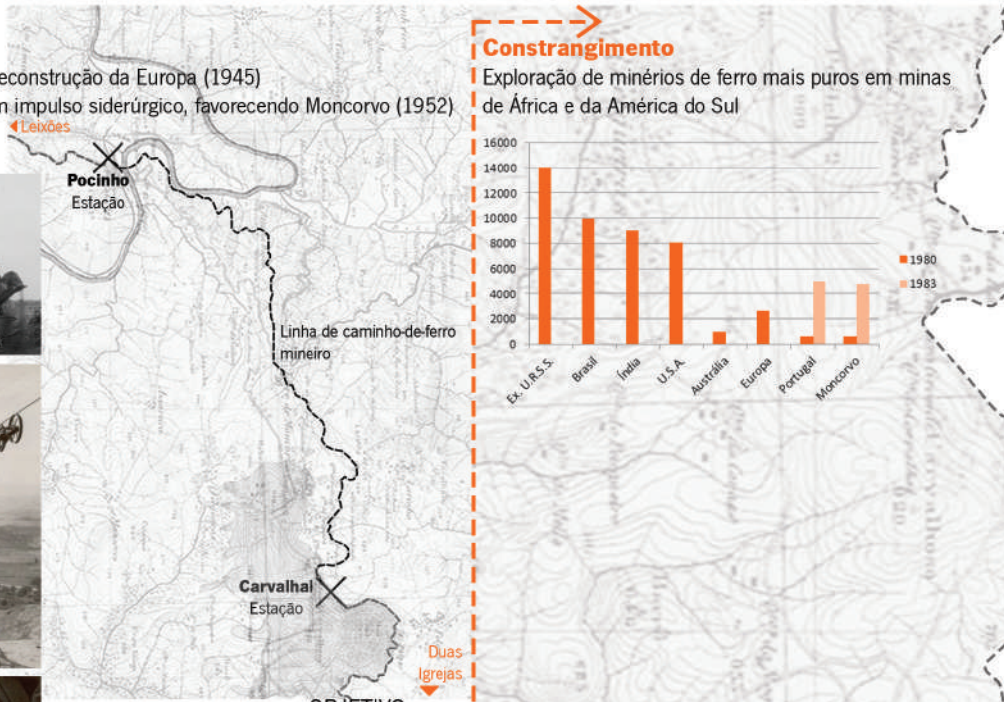 econstrução da Europa (1945)
impulso siderúrgico, favorecendo Moncorvo (1952)
Leixões
Pocinho
Estação
Linha de caminho-de-ferro
mineiro
Carvalhal
Estação
Duas
Igrejas
OBJETIVO
Constrangimento
Exploração de minérios de ferro mais puros em minas
de África e da América do Sul
16000
14000
12000
10000
8000
6000
4000
2000
0
Ex. U.R.S.S.
Brasil
Índia
U.S.A.
Austrália
Europa
Portugal
Moncorvo
1980
1983